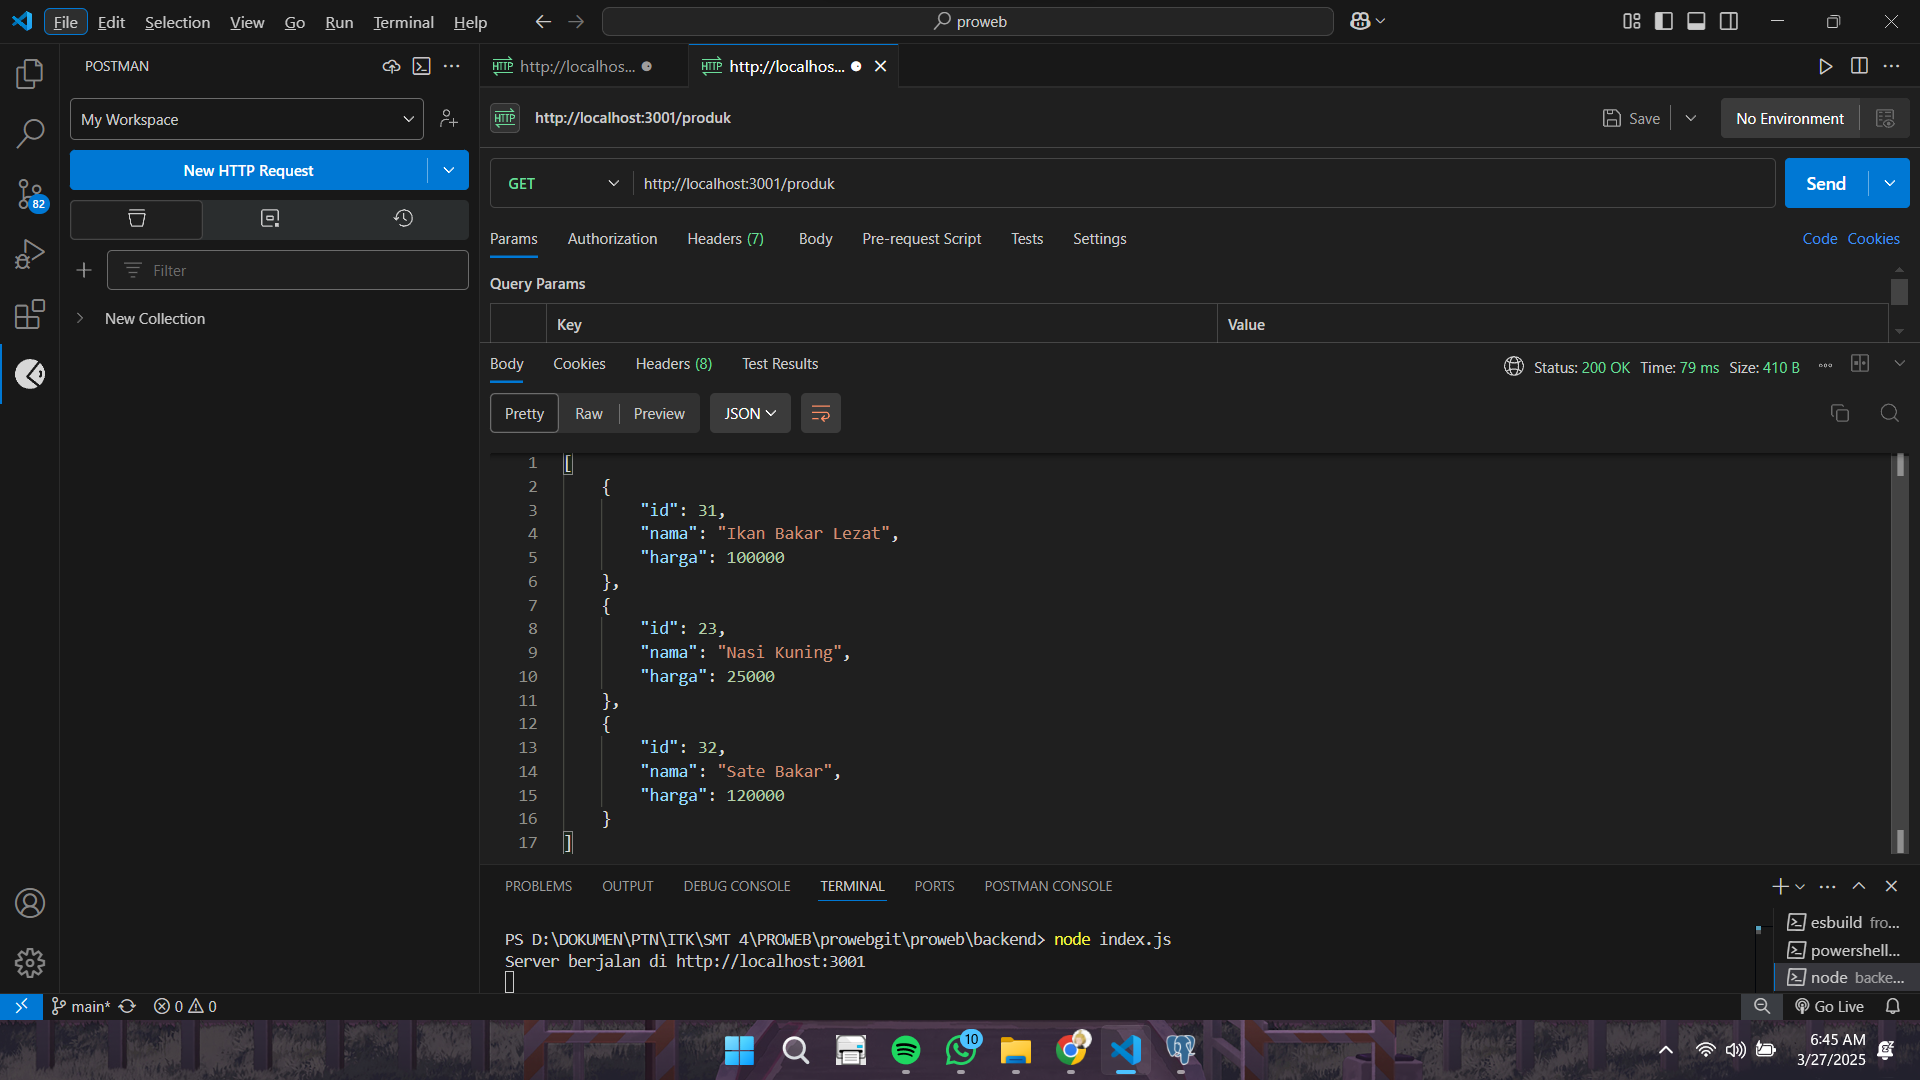 File Edit Selection View Go Run Terminal Help
proweb
POSTMAN
My Workspace
New HTTP Request
82
Filter
New Collection
HTTP http://localhos...
HTTP http://localhos...
HTTP http://localhost:3001/produk
Save
No Environment
GET http://localhost:3001/produk
Send
Params Authorization Headers (7) Body Pre-request Script Tests Settings
Code Cookies
Query Params
Key Value
Body Cookies Headers (8) Test Results
Status: 200 OK Time: 79 ms Size: 410 B
Pretty Raw Preview JSON
1 [
2 {
3 "id": 31,
4 "nama": "Ikan Bakar Lezat",
5 "harga": 100000
6 },
7 {
8 "id": 23,
9 "nama": "Nasi Kuning",
10 "harga": 25000
11 },
12 {
13 "id": 32,
14 "nama": "Sate Bakar",
15 "harga": 120000
16 }
17 ]
PROBLEMS OUTPUT DEBUG CONSOLE TERMINAL PORTS POSTMAN CONSOLE
PS D:\DOKUMEN\PTN\ITK\SMT 4\PROWEB\prowebgit\proweb\backend> node index.js
Server berjalan di http://localhost:3001
esbuild fro...
powershell...
node backe...
main* 0 0
Go Live
10
6:45 AM
3/27/2025